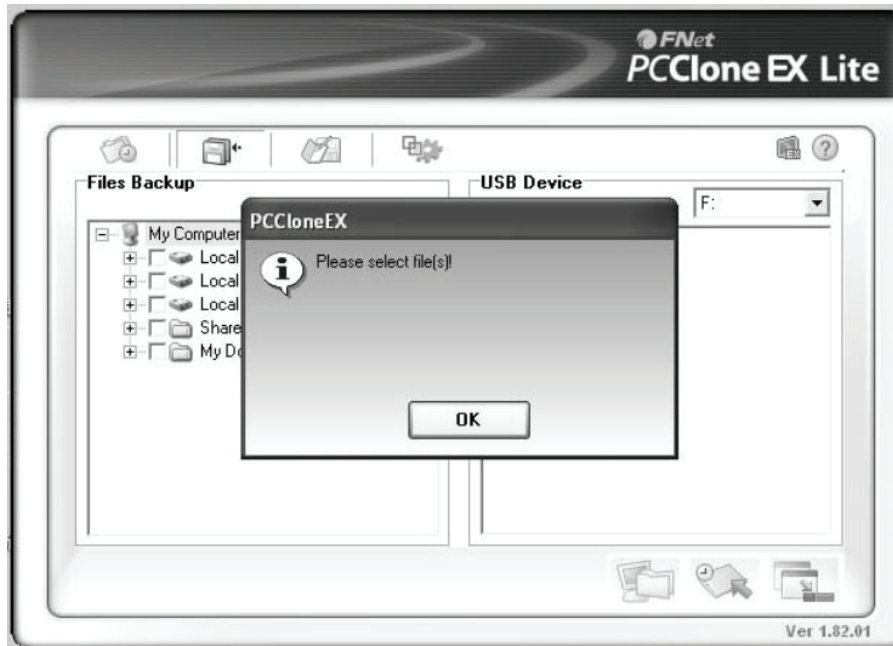 FNet
PCClone EX Lite
EX
?
Files Backup
USB Device
F:
My Computer
Local
Local
Local
Share
My Do
PCCloneEX
Please select file(s)!
OK
Ver 1.82.01